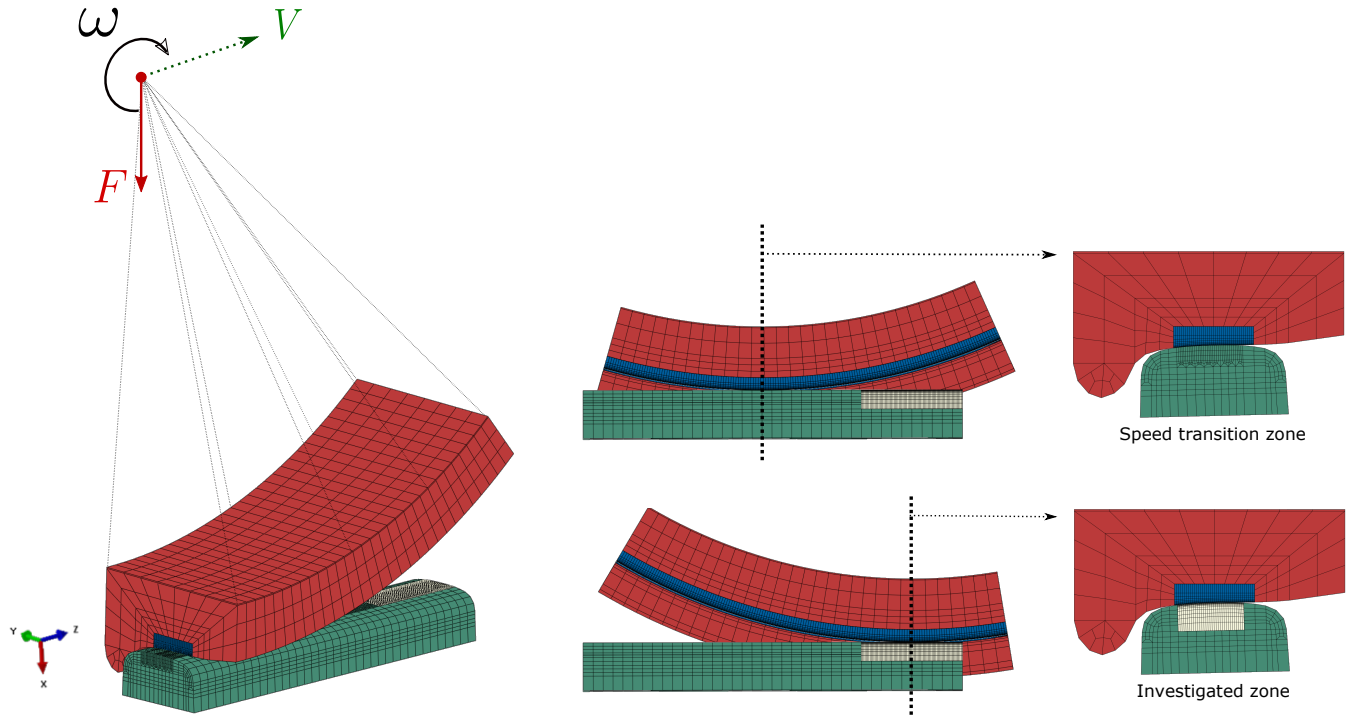 ω
V
F
Y
Z
X
Speed transition zone
Investigated zone